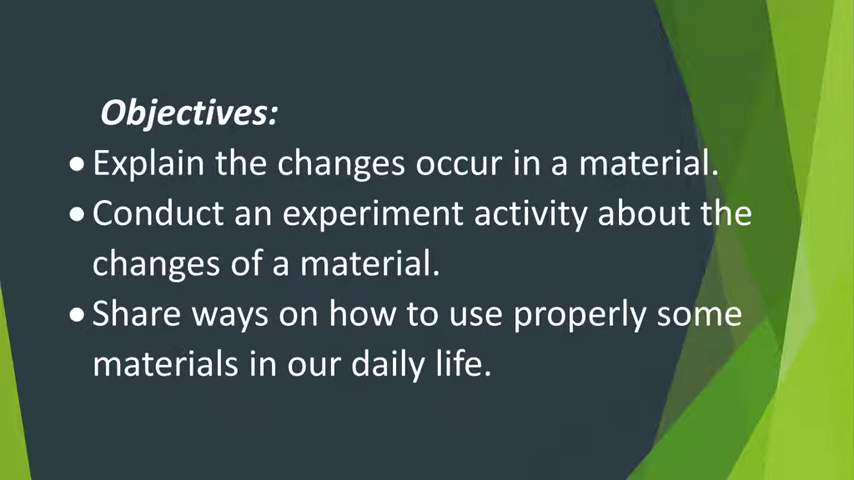 Objectives:
• Explain the changes occur in a material.
• Conduct an experiment activity about the
changes of a material.
• Share ways on how to use properly some
materials in our daily life.